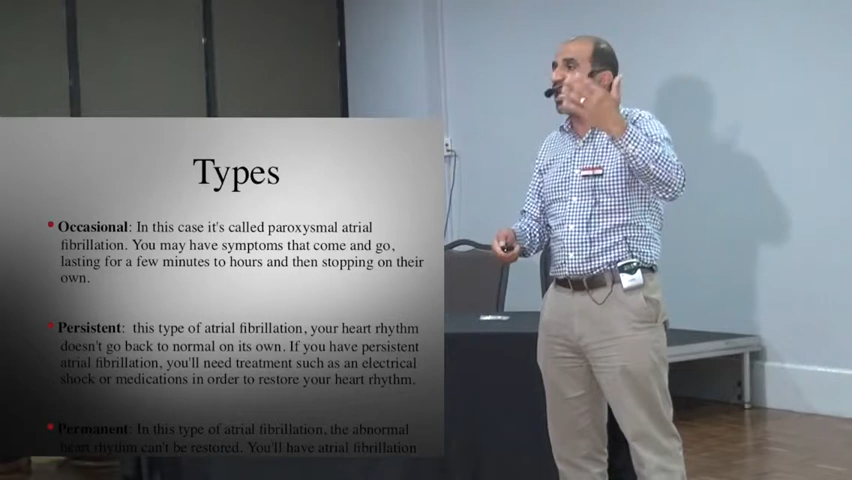 Types
• Occasional: In this case it's called paroxysmal atrial
fibrillation. You may have symptoms that come and go,
lasting for a few minutes to hours and then stopping on their
own.
• Persistent:  this type of atrial fibrillation, your heart rhythm
doesn't go back to normal on its own. If you have persistent
atrial fibrillation, you'll need treatment such as an electrical
shock or medications in order to restore your heart rhythm.
• Permanent: In this type of atrial fibrillation, the abnormal
heart rhythm can't be restored. You'll have atrial fibrillation